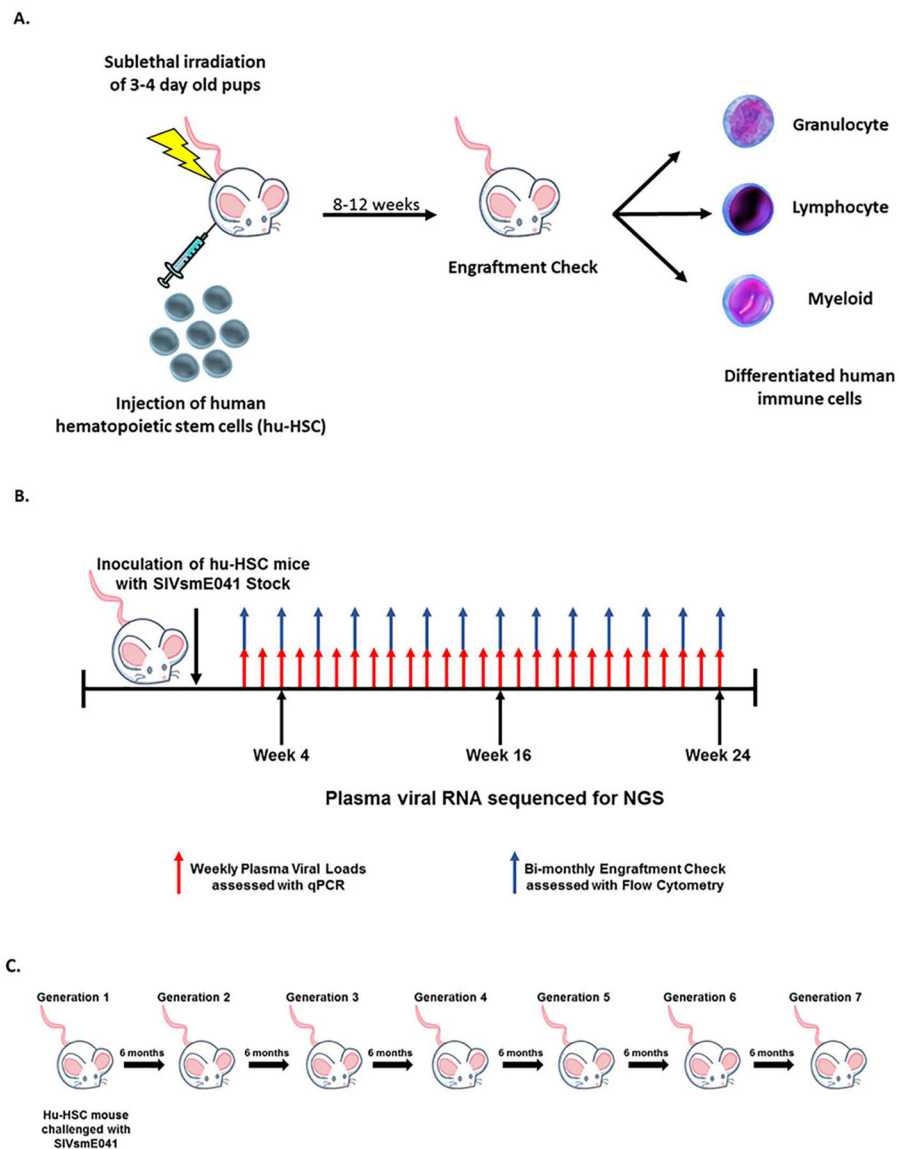 A.
Sublethal irradiation
of 3-4 day old pups
8-12 weeks
Engraftment Check
Granulocyte
Lymphocyte
Myeloid
Differentiated human
immune cells
Injection of human
hematopoietic stem cells (hu-HSC)
B.
Inoculation of hu-HSC mice
with SIVsmE041 Stock
Week 4
Week 16
Week 24
Plasma viral RNA sequenced for NGS
Weekly Plasma Viral Loads
assessed with qPCR
Bi-monthly Engraftment Check
assessed with Flow Cytometry
C.
Generation 1
Generation 2
Generation 3
Generation 4
Generation 5
Generation 6
Generation 7
6 months
6 months
6 months
6 months
6 months
6 months
Hu-HSC mouse
challenged with
SIVsmE041